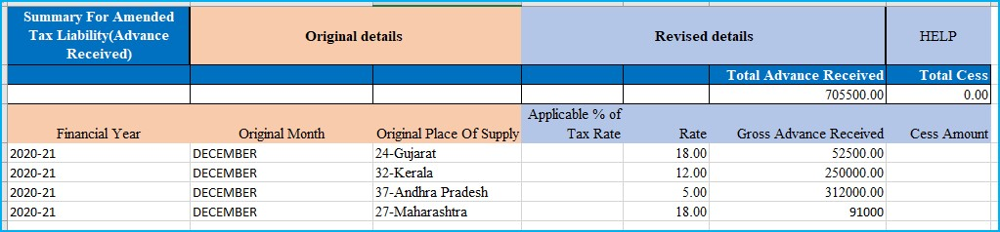 Summary For Amended Tax Liability(Advance Received) Original details Revised details HELP
Total Advance Received Total Cess
705500.00 0.00
Financial Year Original Month Original Place Of Supply Applicable % of Tax Rate Rate Gross Advance Received Cess Amount
2020-21 DECEMBER 24-Gujarat 18.00 52500.00
2020-21 DECEMBER 32-Kerala 12.00 250000.00
2020-21 DECEMBER 37-Andhra Pradesh 5.00 312000.00
2020-21 DECEMBER 27-Maharashtra 18.00 91000